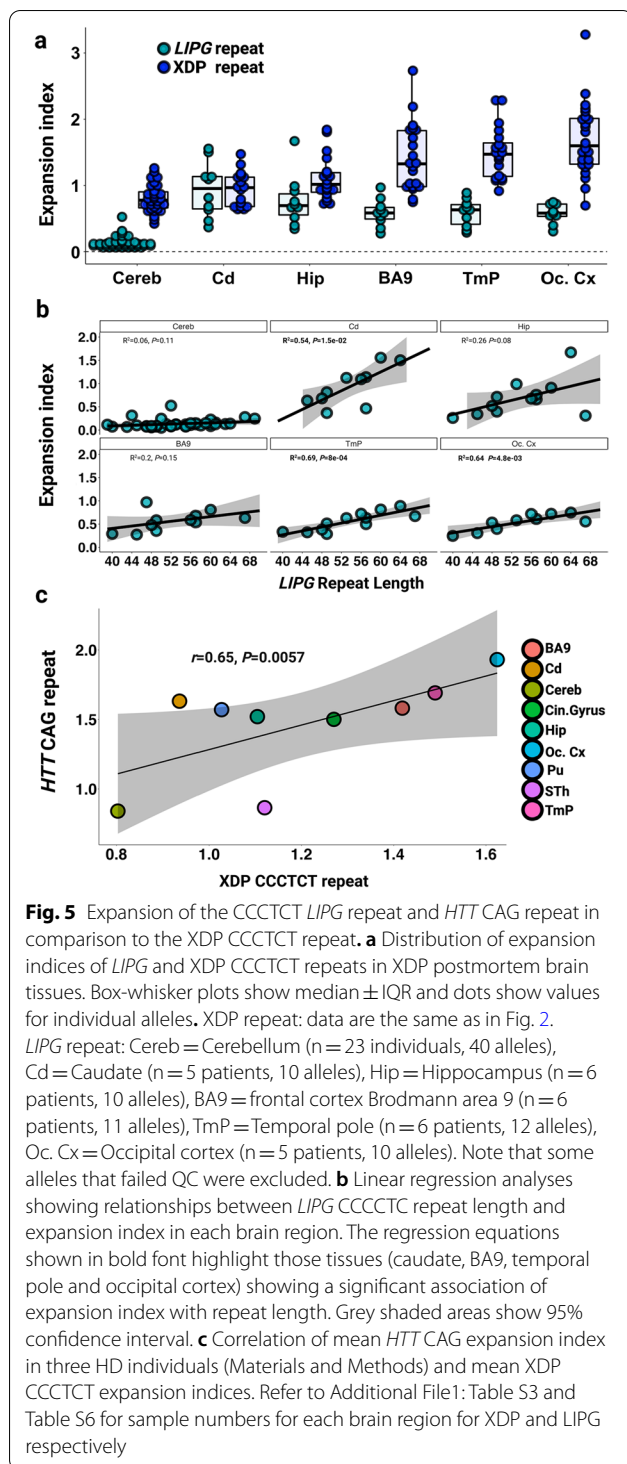 a
LIPG repeat
XDP repeat
Expansion index
3
2
1
0
Cereb Cd Hip BA9 TmP Oc. Cx
b
Cereb Cd Hip
R²=0.06, P=0.11 R²=0.54, P=1.5e-02 R²=0.26 P=0.08
2.0
1.5
1.0
0.5
0.0
Expansion index
BA9 TmP Oc. Cx
R²=0.2, P=0.15 R²=0.69, P=8e-04 R²=0.64 P=4.8e-03
2.0
1.5
1.0
0.5
0.0
40 44 48 52 56 60 64 68 40 44 48 52 56 60 64 68 40 44 48 52 56 60 64 68
LIPG Repeat Length
c
r=0.65, P=0.0057
HTT CAG repeat
2.0
1.5
1.0
0.8 1.0 1.2 1.4 1.6
XDP CCCTCT repeat
BA9
Cd
Cereb
Cin.Gyrus
Hip
Oc. Cx
Pu
STh
TmP
Fig. 5 Expansion of the CCCTCT LIPG repeat and HTT CAG repeat in
comparison to the XDP CCCTCT repeat. a Distribution of expansion
indices of LIPG and XDP CCCTCT repeats in XDP postmortem brain
tissues. Box-whisker plots show median ± IQR and dots show values
for individual alleles. XDP repeat: data are the same as in Fig. 2.
LIPG repeat: Cereb = Cerebellum (n = 23 individuals, 40 alleles),
Cd = Caudate (n = 5 patients, 10 alleles), Hip = Hippocampus (n = 6
patients, 10 alleles), BA9 = frontal cortex Brodmann area 9 (n = 6
patients, 11 alleles), TmP = Temporal pole (n = 6 patients, 12 alleles),
Oc. Cx = Occipital cortex (n = 5 patients, 10 alleles). Note that some
alleles that failed QC were excluded. b Linear regression analyses
showing relationships between LIPG CCCCTC repeat length and
expansion index in each brain region. The regression equations
shown in bold font highlight those tissues (caudate, BA9, temporal
pole and occipital cortex) showing a significant association of
expansion index with repeat length. Grey shaded areas show 95%
confidence interval. c Correlation of mean HTT CAG expansion index
in three HD individuals (Materials and Methods) and mean XDP
CCCTCT expansion indices. Refer to Additional File1: Table S3 and
Table S6 for sample numbers for each brain region for XDP and LIPG
respectively